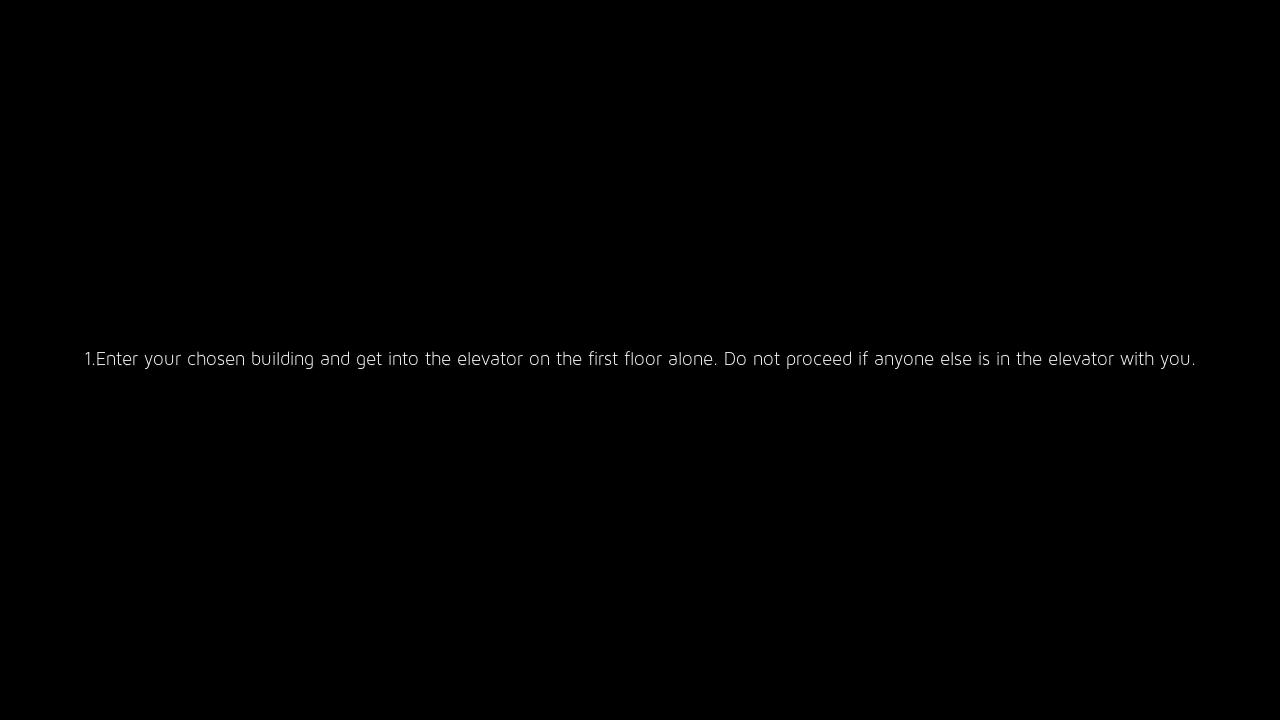 1.Enter your chosen building and get into the elevator on the first floor alone. Do not proceed if anyone else is in the elevator with you.